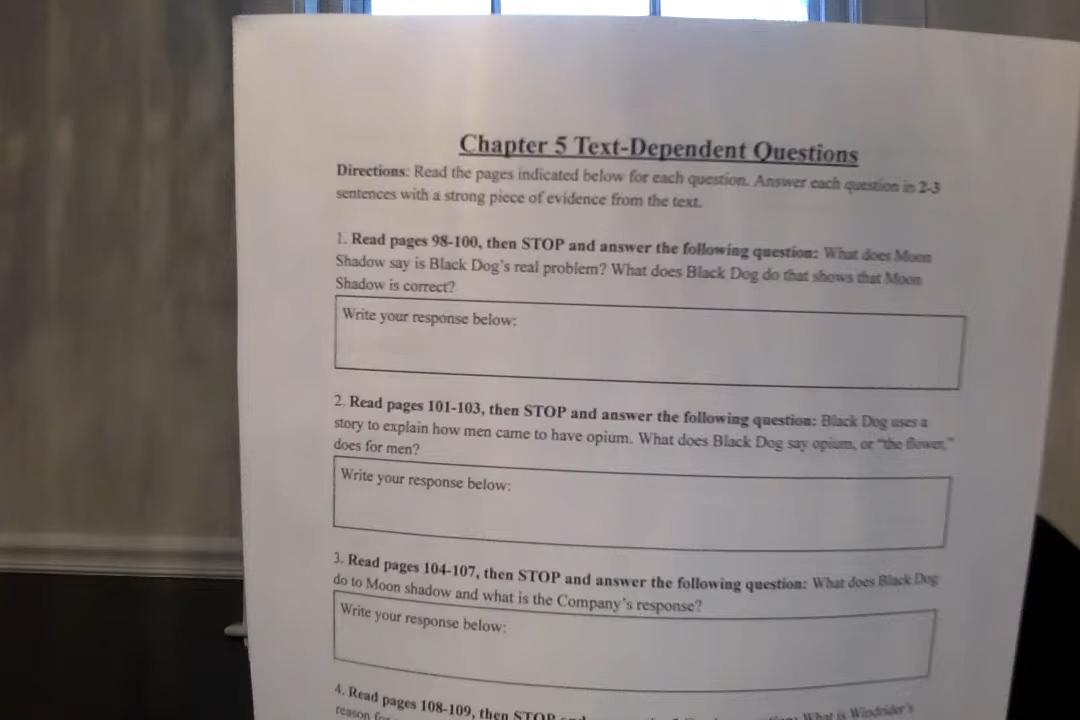 Chapter 5 Text-Dependent Questions
Directions: Read the pages indicated below for each question. Answer each question in 2-3
sentences with a strong piece of evidence from the text.
1. Read pages 98-100, then STOP and answer the following question: What does Moon
Shadow say is Black Dog's real problem? What does Black Dog do that shows that Moon
Shadow is correct?
Write your response below:
2. Read pages 101-103, then STOP and answer the following question: Black Dog uses a
story to explain how men came to have opium. What does Black Dog say opium, or "the flower,"
does for men?
Write your response below:
3. Read pages 104-107, then STOP and answer the following question: What does Black Dog
do to Moon shadow and what is the Company's response?
Write your response below:
4. Read pages 108-109, then STOP and What is Windrider's
reason for